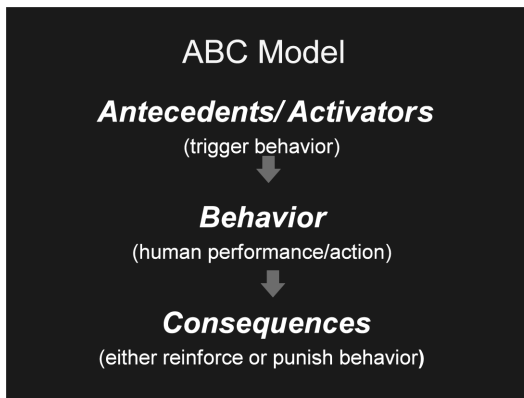 ABC Model
Antecedents/ Activators
(trigger behavior)
Behavior
(human performance/action)
Consequences
(either reinforce or punish behavior)